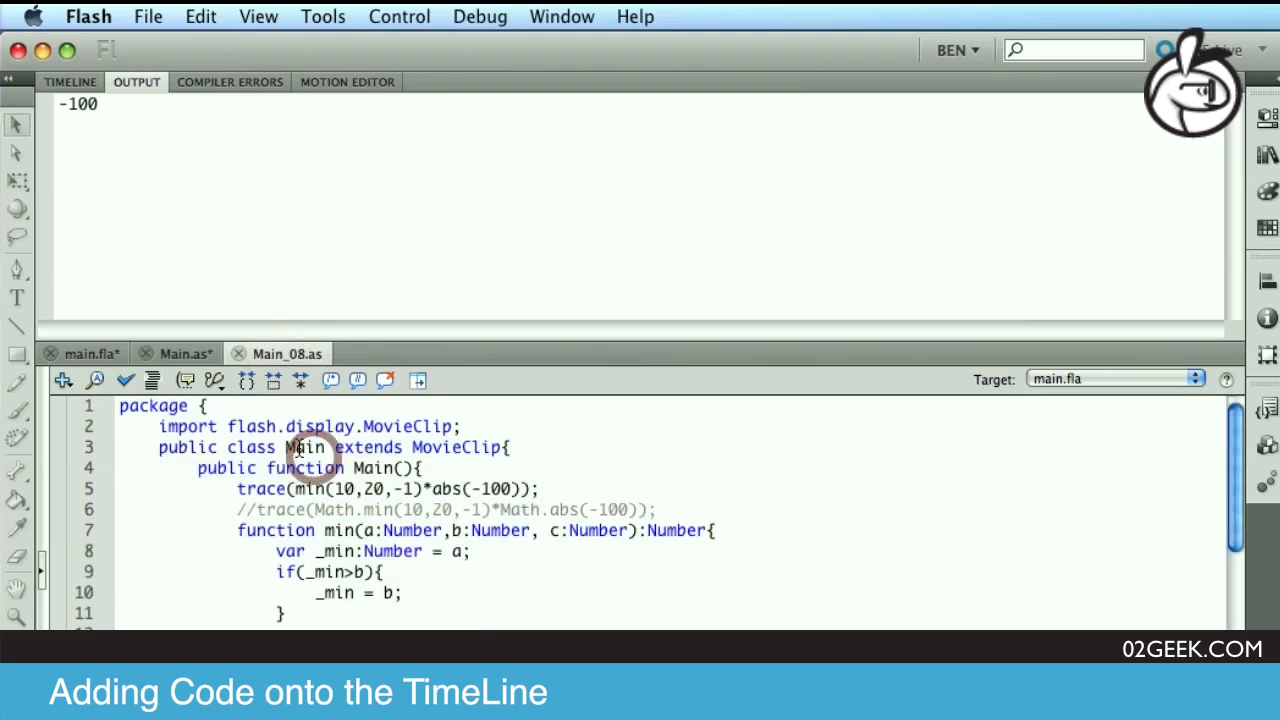 Flash File Edit View Tools Control Debug Window Help
Fl BEN
TIMELINE OUTPUT COMPILER ERRORS MOTION EDITOR
-100
main.fla* Main.as* Main_08.as
Target: main.fla
1 package {
2 import flash.display.MovieClip;
3 public class Main extends MovieClip{
4 public function Main(){
5 trace(min(10,20,-1)*abs(-100));
6 //trace(Math.min(10,20,-1)*Math.abs(-100));
7 function min(a:Number,b:Number, c:Number):Number{
8 var _min:Number = a;
9 if(_min>b){
10 _min = b;
11 }
02GEEK.COM
Adding Code onto the TimeLine